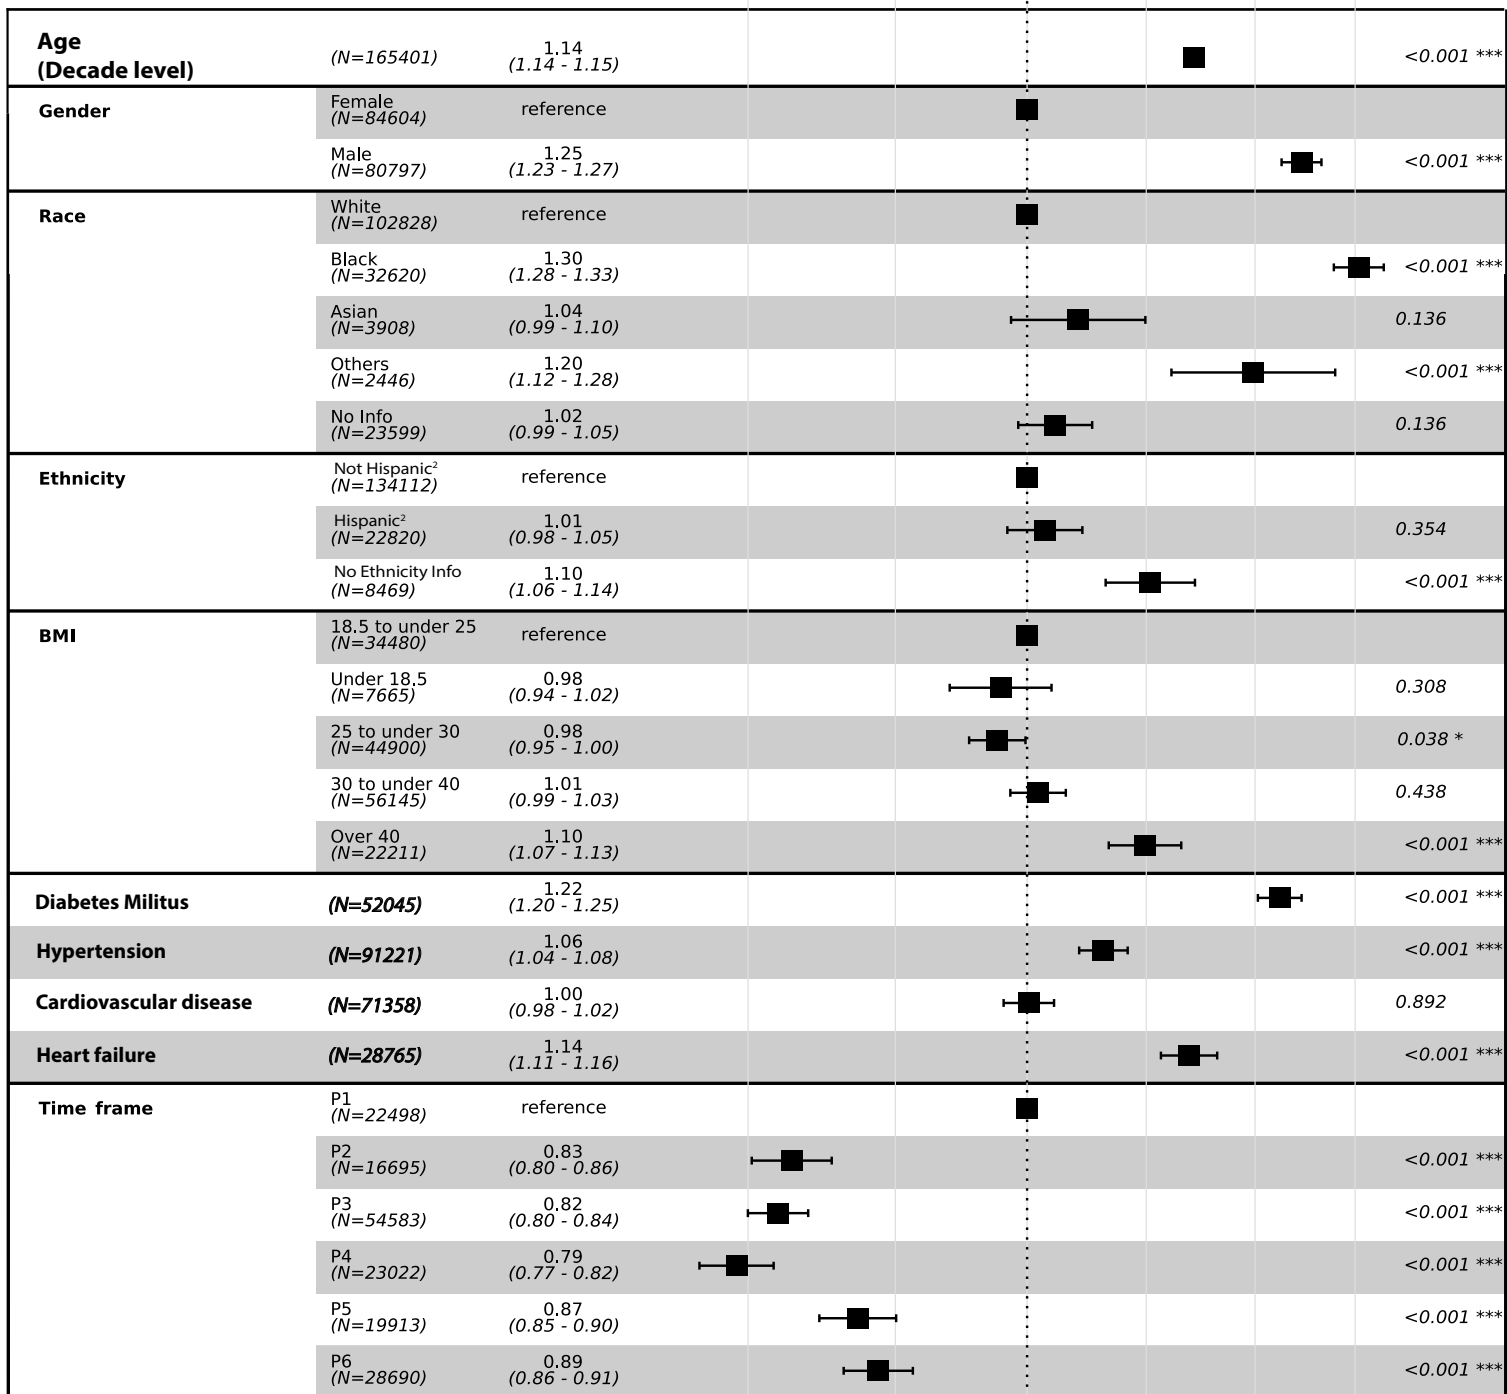 Age
(Decade level)
(N=165401)
1.14
(1.14 - 1.15)
<0.001 ***
Gender
Female
(N=84604)
reference
Male
(N=80797)
1.25
(1.23 - 1.27)
<0.001 ***
Race
White
(N=102828)
reference
Black
(N=32620)
1.30
(1.28 - 1.33)
<0.001 ***
Asian
(N=3908)
1.04
(0.99 - 1.10)
0.136
Others
(N=2446)
1.20
(1.12 - 1.28)
<0.001 ***
No Info
(N=23599)
1.02
(0.99 - 1.05)
0.136
Ethnicity
Not Hispanic²
(N=134112)
reference
Hispanic²
(N=22820)
1.01
(0.98 - 1.05)
0.354
No Ethnicity Info
(N=8469)
1.10
(1.06 - 1.14)
<0.001 ***
BMI
18.5 to under 25
(N=34480)
reference
Under 18.5
(N=7665)
0.98
(0.94 - 1.02)
0.308
25 to under 30
(N=44900)
0.98
(0.95 - 1.00)
0.038 *
30 to under 40
(N=56145)
1.01
(0.99 - 1.03)
0.438
Over 40
(N=22211)
1.10
(1.07 - 1.13)
<0.001 ***
Diabetes Militus
(N=52045)
1.22
(1.20 - 1.25)
<0.001 ***
Hypertension
(N=91221)
1.06
(1.04 - 1.08)
<0.001 ***
Cardiovascular disease
(N=71358)
1.00
(0.98 - 1.02)
0.892
Heart failure
(N=28765)
1.14
(1.11 - 1.16)
<0.001 ***
Time frame
P1
(N=22498)
reference
P2
(N=16695)
0.83
(0.80 - 0.86)
<0.001 ***
P3
(N=54583)
0.82
(0.80 - 0.84)
<0.001 ***
P4
(N=23022)
0.79
(0.77 - 0.82)
<0.001 ***
P5
(N=19913)
0.87
(0.85 - 0.90)
<0.001 ***
P6
(N=28690)
0.89
(0.86 - 0.91)
<0.001 ***